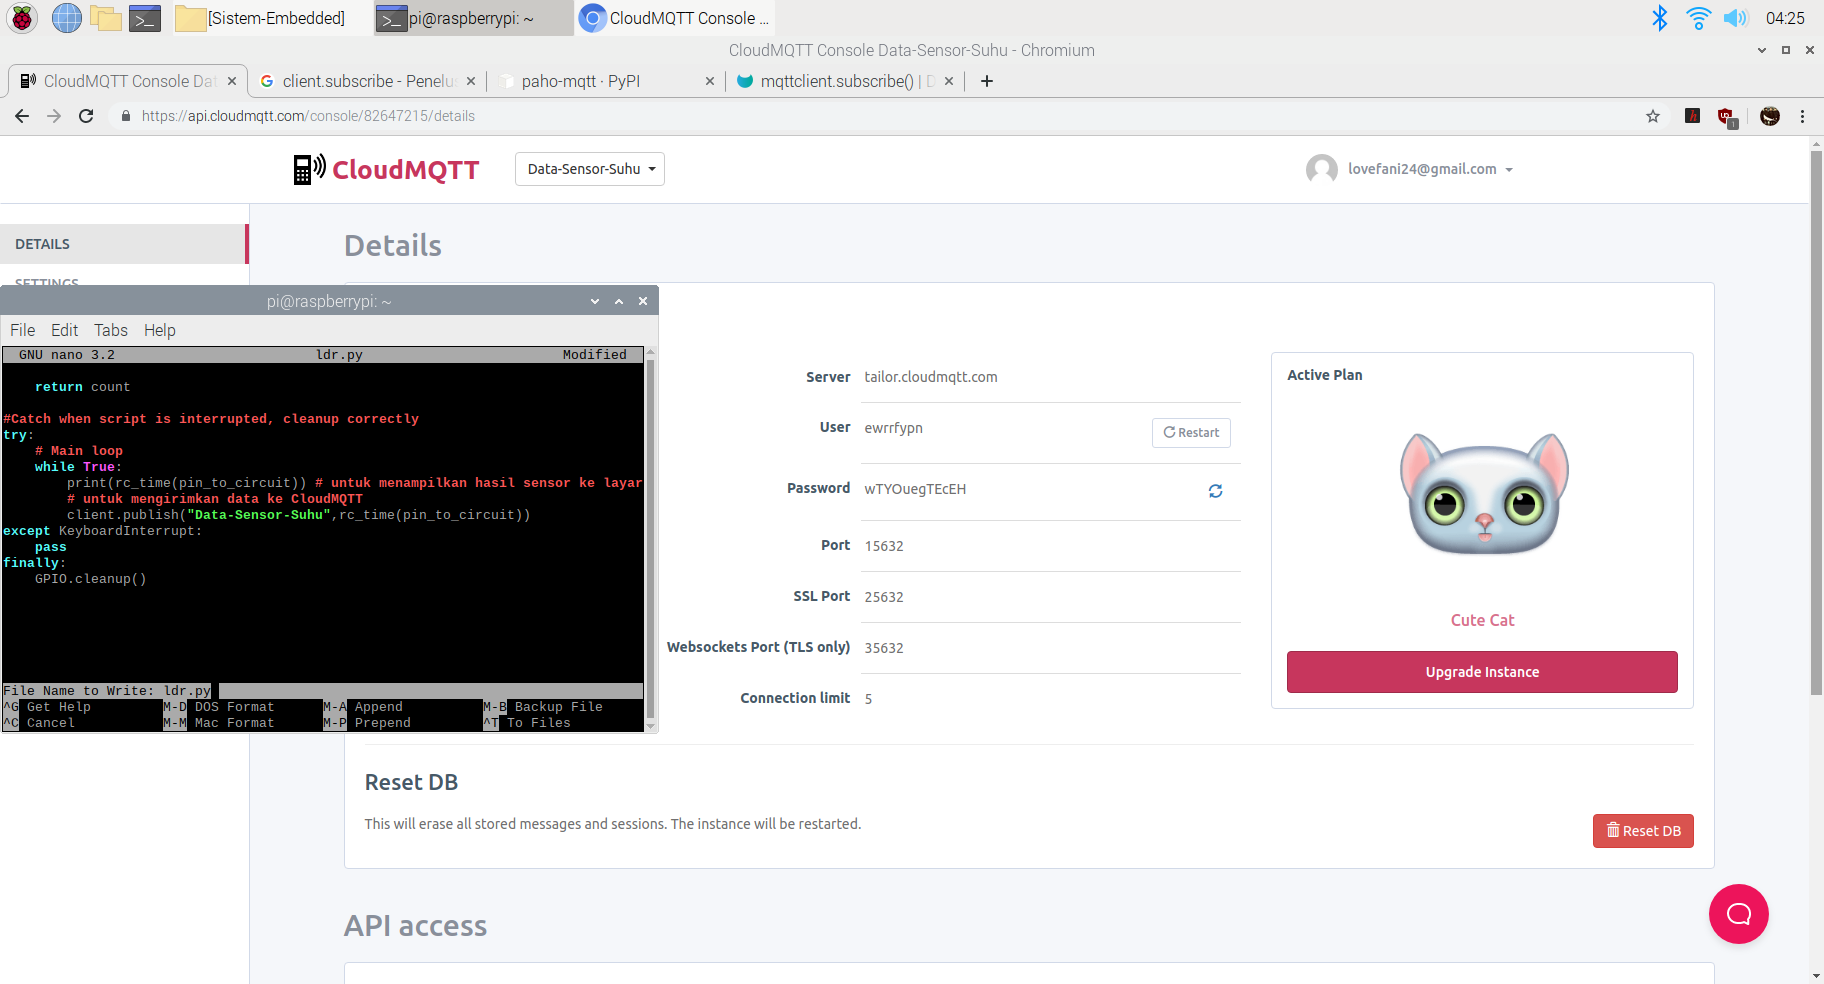 [Sistem-Embedded]
pi@raspberrypi: ~
CloudMQTT Console ...
04:25
CloudMQTT Console Data-Sensor-Suhu - Chromium
CloudMQTT Console Dat
client.subscribe - Penelus
paho-mqtt · PyPI
mqttclient.subscribe() | D
https://api.cloudmqtt.com/console/82647215/details
CloudMQTT
Data-Sensor-Suhu
lovefani24@gmail.com
DETAILS
SETTINGS
Details
pi@raspberrypi: ~
File Edit Tabs Help
GNU nano 3.2 ldr.py Modified
return count
#Catch when script is interrupted, cleanup correctly
try:
# Main loop
while True:
print(rc_time(pin_to_circuit)) # untuk menampilkan hasil sensor ke layar
# untuk mengirimkan data ke CloudMQTT
client.publish("Data-Sensor-Suhu",rc_time(pin_to_circuit))
except KeyboardInterrupt:
pass
finally:
GPIO.cleanup()
File Name to Write: ldr.py
^G Get Help M-D DOS Format M-A Append M-B Backup File
^C Cancel M-M Mac Format M-P Prepend ^T To Files
Server tailor.cloudmqtt.com
User ewrrfypn Restart
Password wTYOuegTEcEH
Port 15632
SSL Port 25632
Websockets Port (TLS only) 35632
Connection limit 5
Active Plan
Cute Cat
Upgrade Instance
Reset DB
This will erase all stored messages and sessions. The instance will be restarted.
Reset DB
API access